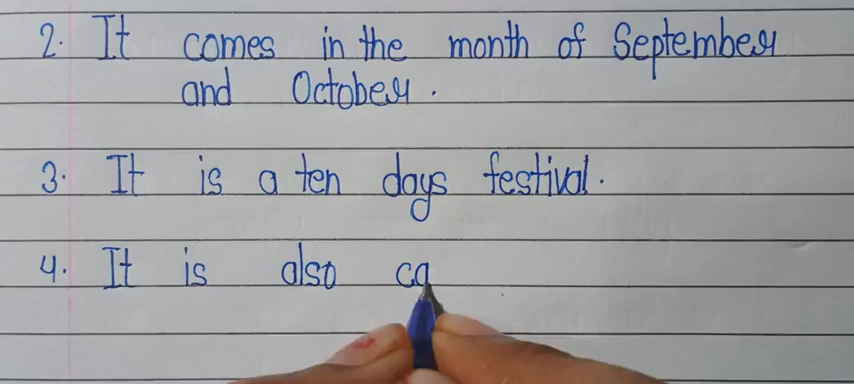 2. It comes in the month of September
and October.
3. It is a ten days festival.
4. It is also ca